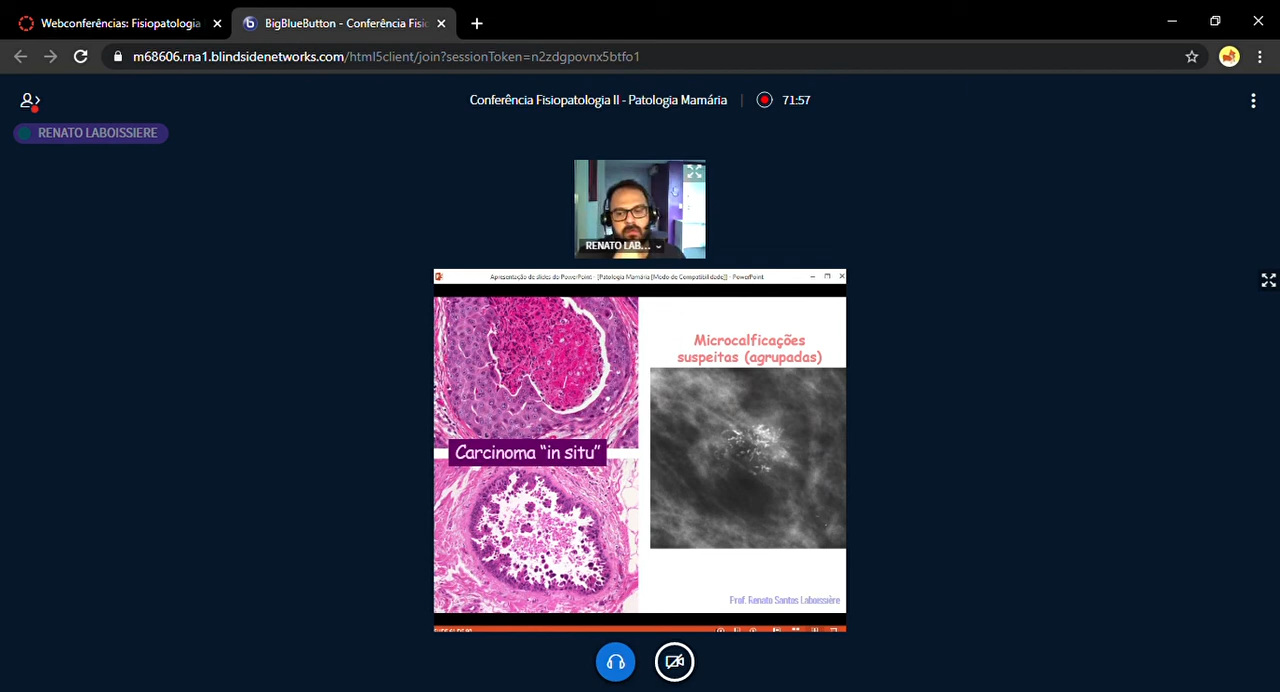 Webconferências: Fisiopatologia
BigBlueButton - Conferência Fisio
m68606.rna1.blindsidenetworks.com/html5client/join?sessionToken=n2zdgpovnx5btfo1
Conferência Fisiopatologia II - Patologia Mamária | 71:57
RENATO LABOISSIERE
RENATO LAB...
Apresentação de slides do PowerPoint - [Patologia Mamária [Modo de Compatibilidade]] - PowerPoint
Microcalficações
suspeitas (agrupadas)
Carcinoma "in situ"
Prof. Renato Santos Laboissière